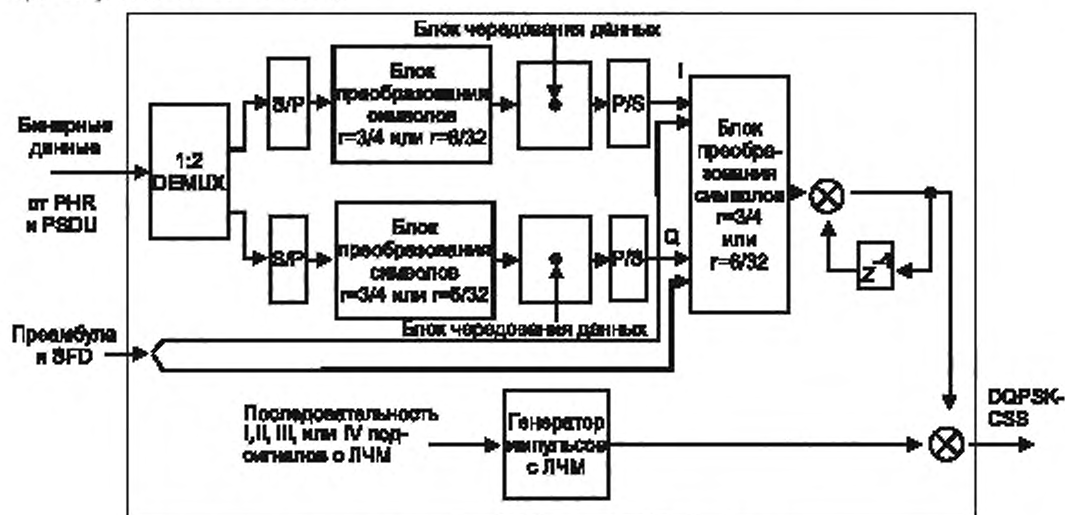 Блок чередования данных
Бинарные
данные
от PHR
и PSDU
1:2
DEMUX
S/P
Блок
преобразования
символов
r=3/4 или r=6/32
P/S
I
S/P
Блок
преобразования
символов
r=3/4 или r=6/32
P/S
Q
Блок чередования данных
Блок
преобра-
зования
символов
r=3/4
или
r=6/32
z⁻⁴
Преамбула
и SFD
Последовательность
I,II, III, или IV под-
сигналов с ЛЧМ
Генератор
импульсов
с ЛЧМ
DQPSK-
CSS